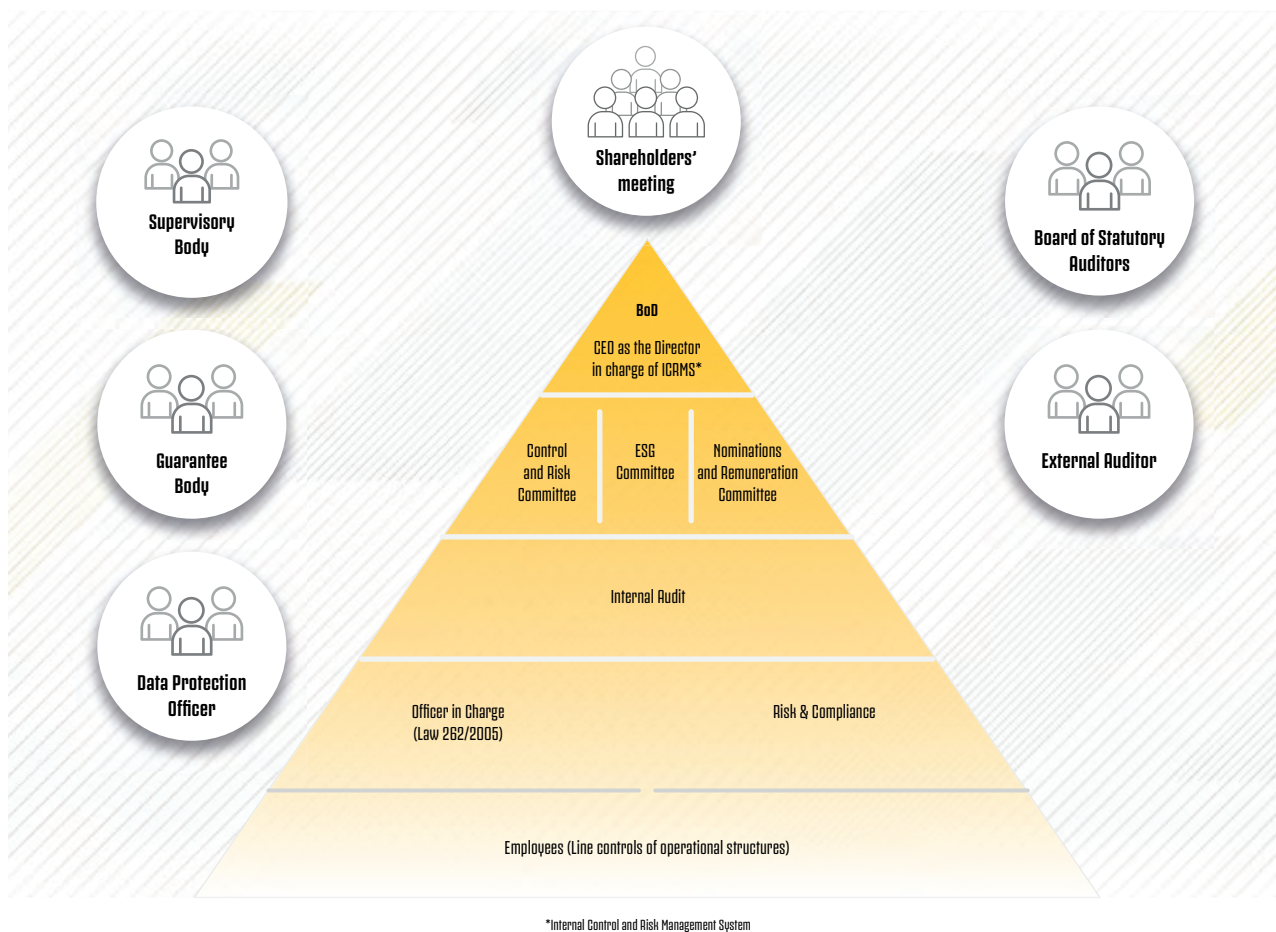 Shareholders’
meeting
Supervisory
Body
Board of Statutory
Auditors
BoD
CEO as the Director
in charge of ICRMS*
Guarantee
Body
External Auditor
Control
and Risk
Committee
ESG
Committee
Nominations
and Remuneration
Committee
Internal Audit
Data Protection
Officer
Officer in Charge
(Law 262/2005)
Risk & Compliance
Employees (Line controls of operational structures)
*Internal Control and Risk Management System